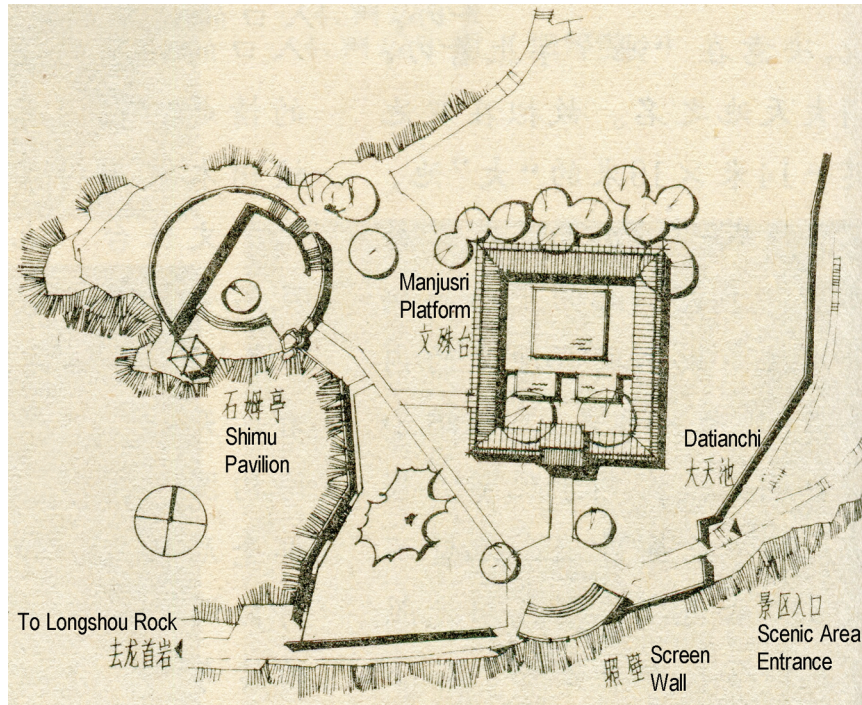 Manjusri
Platform
文殊台
石姆亭
Shimu
Pavilion
Datianchi
大天池
To Longshou Rock
去龙首岩
景区入口
Scenic Area
Entrance
照壁
Screen
Wall